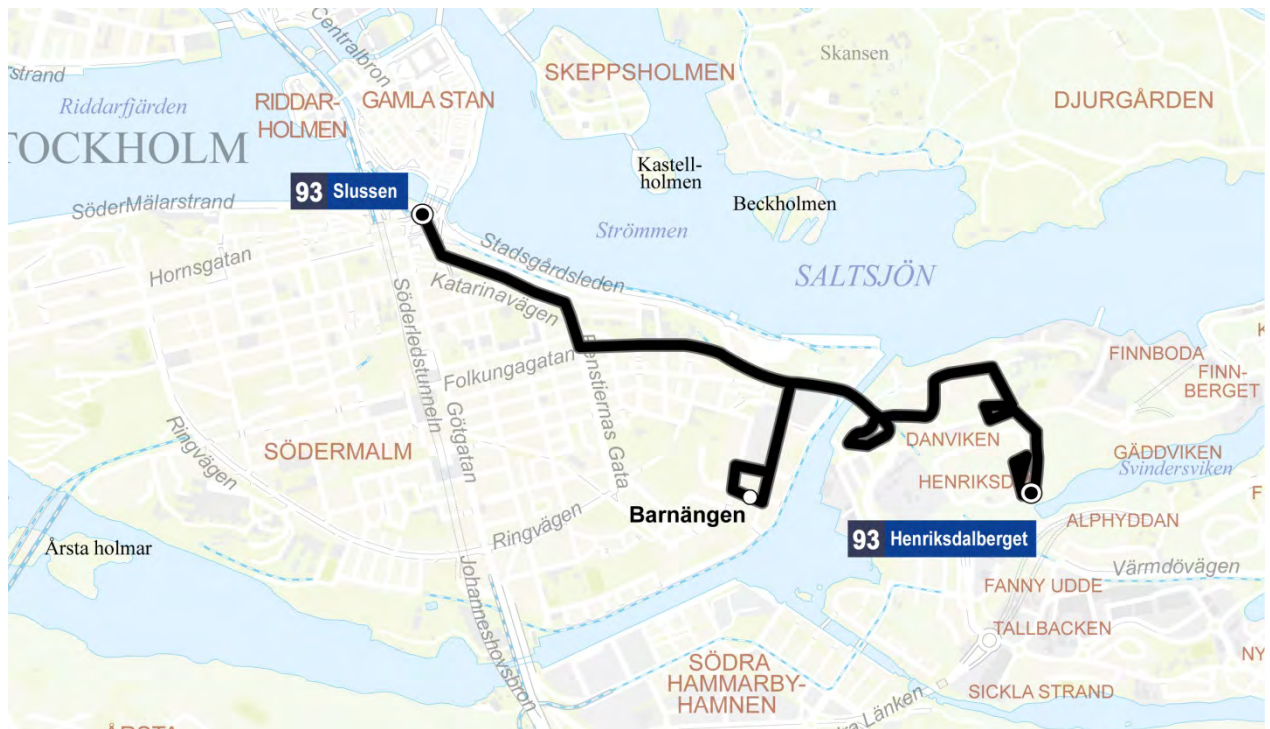 Centralbron
SKEPPSHOLMEN
Skansen
Riddarfjärden
RIDDAR-
HOLMEN
GAMLA STAN
DJURGÅRDEN
TOCKHOLM
Kastell-
holmen
93 Slussen
Beckholmen
SöderMälarstrand
Strömmen
Stadsgårdsleden
Hornsgatan
SALTSJÖN
Katarinavägen
Söderledstunneln
FINNBODA
FINN-
BERGET
Folkungagatan
Renstiernas Gata
Götgatan
Ringvägen
SÖDERMALM
DANVIKEN
GÄDDVIKEN
Svindersviken
HENRIKSD
Barnängen
ALPHYDDAN
Ringvägen
93 Henriksdalberget
Årsta holmar
Värmdövägen
Johanneshovsbron
FANNY UDDE
TALLBACKEN
SÖDRA
HAMMARBY-
HAMNEN
NY
SICKLA STRAND
Länken